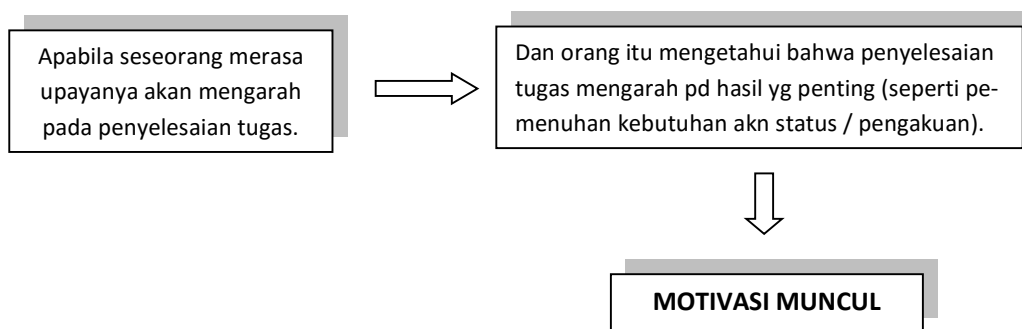 Apabila seseorang merasa
upayanya akan mengarah
pada penyelesaian tugas.
Dan orang itu mengetahui bahwa penyelesaian
tugas mengarah pd hasil yg penting (seperti pe-
menuhan kebutuhan akn status / pengakuan).
MOTIVASI MUNCUL